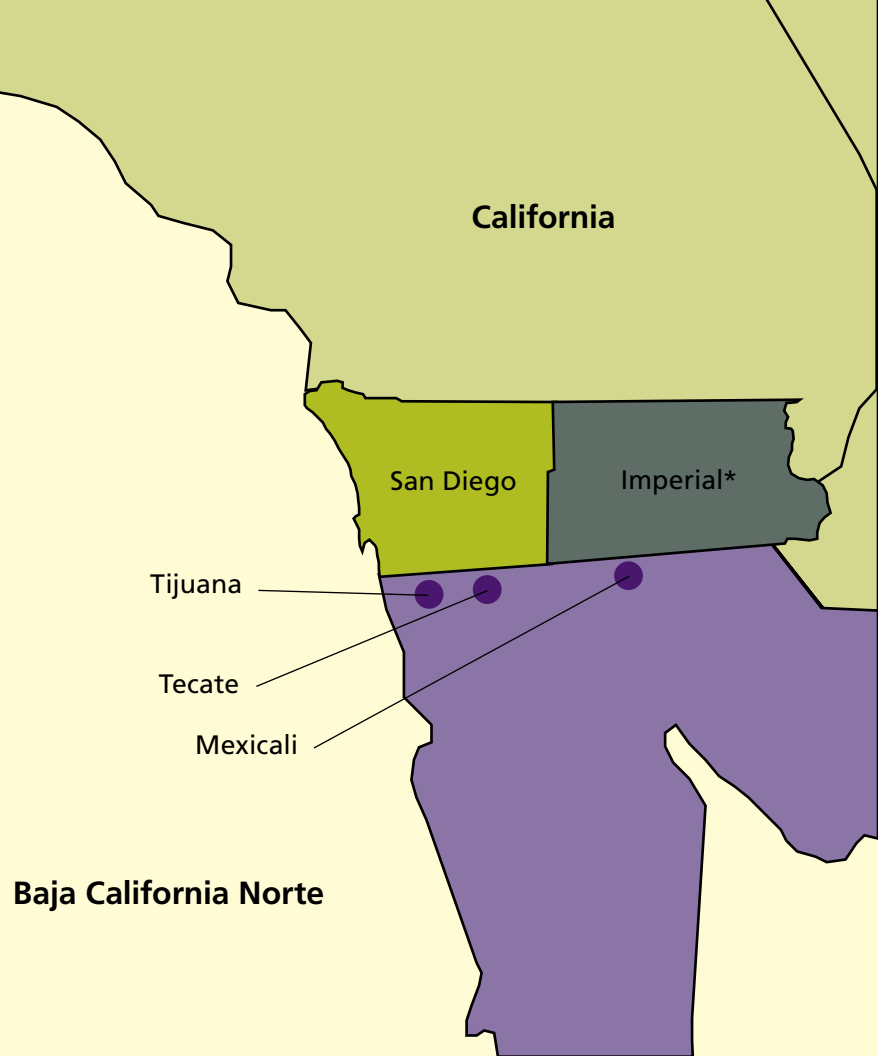 California
San Diego
Imperial*
Tijuana
Tecate
Mexicali
Baja California Norte